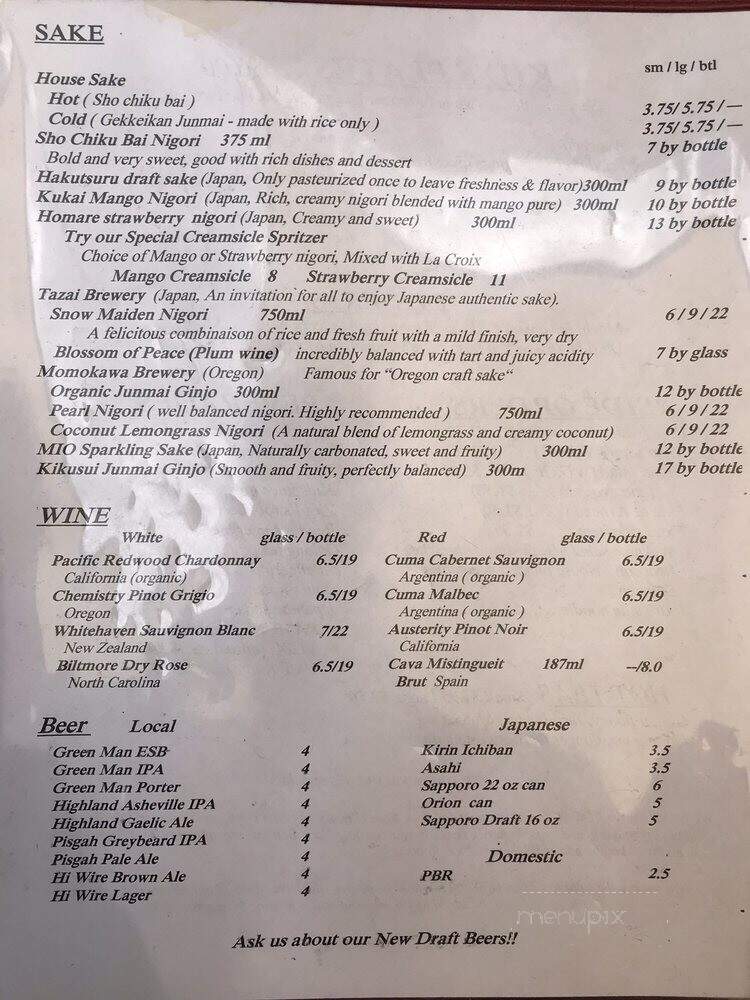 SAKE
sm / lg / btl
House Sake
Hot ( Sho chiku bai ) 3.75/ 5.75 / —
Cold ( Gekkeikan Junmai - made with rice only ) 3.75/ 5.75 / —
Sho Chiku Bai Nigori 375 ml 7 by bottle
Bold and very sweet, good with rich dishes and dessert
Hakutsuru draft sake (Japan, Only pasteurized once to leave freshness & flavor)300ml 9 by bottle
Kukai Mango Nigori (Japan, Rich, creamy nigori blended with mango pure) 300ml 10 by bottle
Homare strawberry nigori (Japan, Creamy and sweet) 300ml 13 by bottle
Try our Special Creamsicle Spritzer
Choice of Mango or Strawberry nigori, Mixed with La Croix
Mango Creamsicle 8 Strawberry Creamsicle 11
Tazai Brewery (Japan, An invitation for all to enjoy Japanese authentic sake).
Snow Maiden Nigori 750ml 6 / 9 / 22
A felicitous combinaison of rice and fresh fruit with a mild finish, very dry
Blossom of Peace (Plum wine) incredibly balanced with tart and juicy acidity 7 by glass
Momokawa Brewery (Oregon) Famous for "Oregon craft sake"
Organic Junmai Ginjo 300ml 12 by bottle
Pearl Nigori ( well balanced nigori. Highly recommended ) 750ml 6 / 9 / 22
Coconut Lemongrass Nigori (A natural blend of lemongrass and creamy coconut) 6 / 9 / 22
MIO Sparkling Sake (Japan, Naturally carbonated, sweet and fruity) 300ml 12 by bottle
Kikusui Junmai Ginjo (Smooth and fruity, perfectly balanced) 300m 17 by bottle
WINE
White glass / bottle Red glass / bottle
Pacific Redwood Chardonnay 6.5/19 Cuma Cabernet Sauvignon 6.5/19
California (organic) Argentina ( organic )
Chemistry Pinot Grigio 6.5/19 Cuma Malbec 6.5/19
Oregon Argentina ( organic )
Whitehaven Sauvignon Blanc 7/22 Austerity Pinot Noir 6.5/19
New Zealand California
Biltmore Dry Rose 6.5/19 Cava Mistingueit 187ml --/8.0
North Carolina Brut Spain
Beer Local Japanese
Green Man ESB 4 Kirin Ichiban 3.5
Green Man IPA 4 Asahi 3.5
Green Man Porter 4 Sapporo 22 oz can 6
Highland Asheville IPA 4 Orion can 5
Highland Gaelic Ale 4 Sapporo Draft 16 oz 5
Pisgah Greybeard IPA 4
Pisgah Pale Ale 4 Domestic
Hi Wire Brown Ale 4 PBR 2.5
Hi Wire Lager 4
menupix
Ask us about our New Draft Beers!!